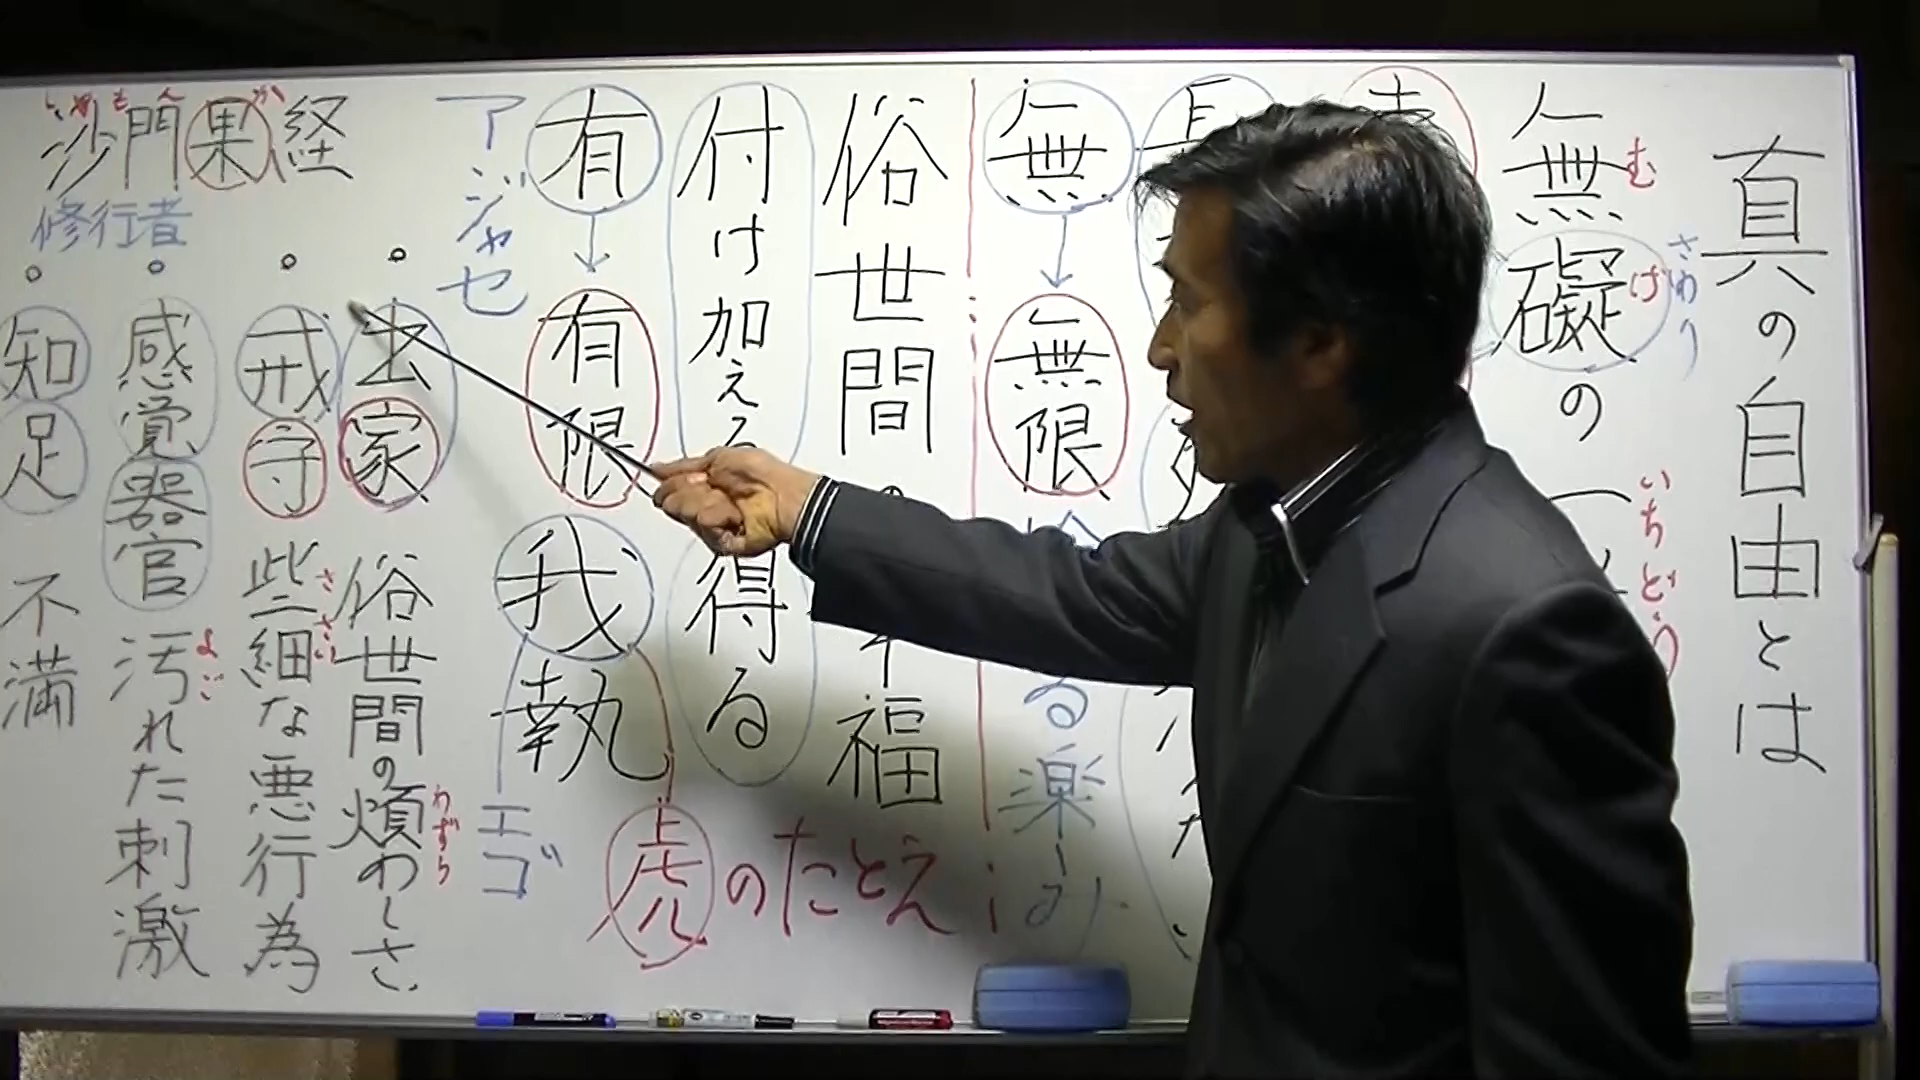 真の自由とは
無礙の一
むげ
さわり
いちどう
無→無限
る楽しみ
俗世間
福
付け加える
得る
有→有限
我執
エゴ
虎のたとえ
アジャセ
沙門果経
しゃもんか
修行者
。出家 俗世間の煩わしさ
わずら
。戒守 些細な悪行為
ささい
。感覚器官 汚れた刺激
よご
。知足 不満